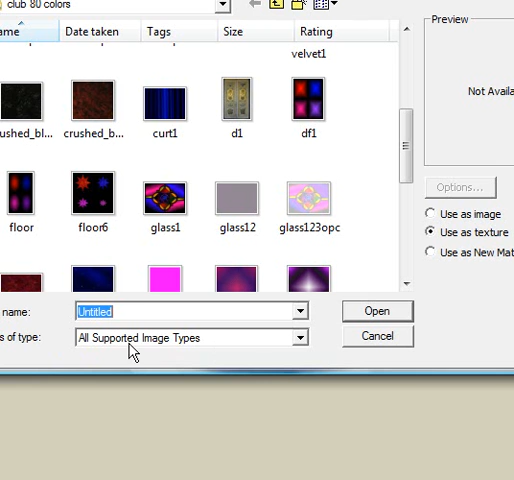 club 80 colors
ame
Date taken
Tags
Size
Rating
Preview
velvet1
Not Availa
ushed_bl...
crushed_b...
curt1
d1
df1
Options...
floor
floor6
glass1
glass12
glass123opc
Use as image
Use as texture
Use as New Mat
name:
Untitled
Open
s of type:
All Supported Image Types
Cancel